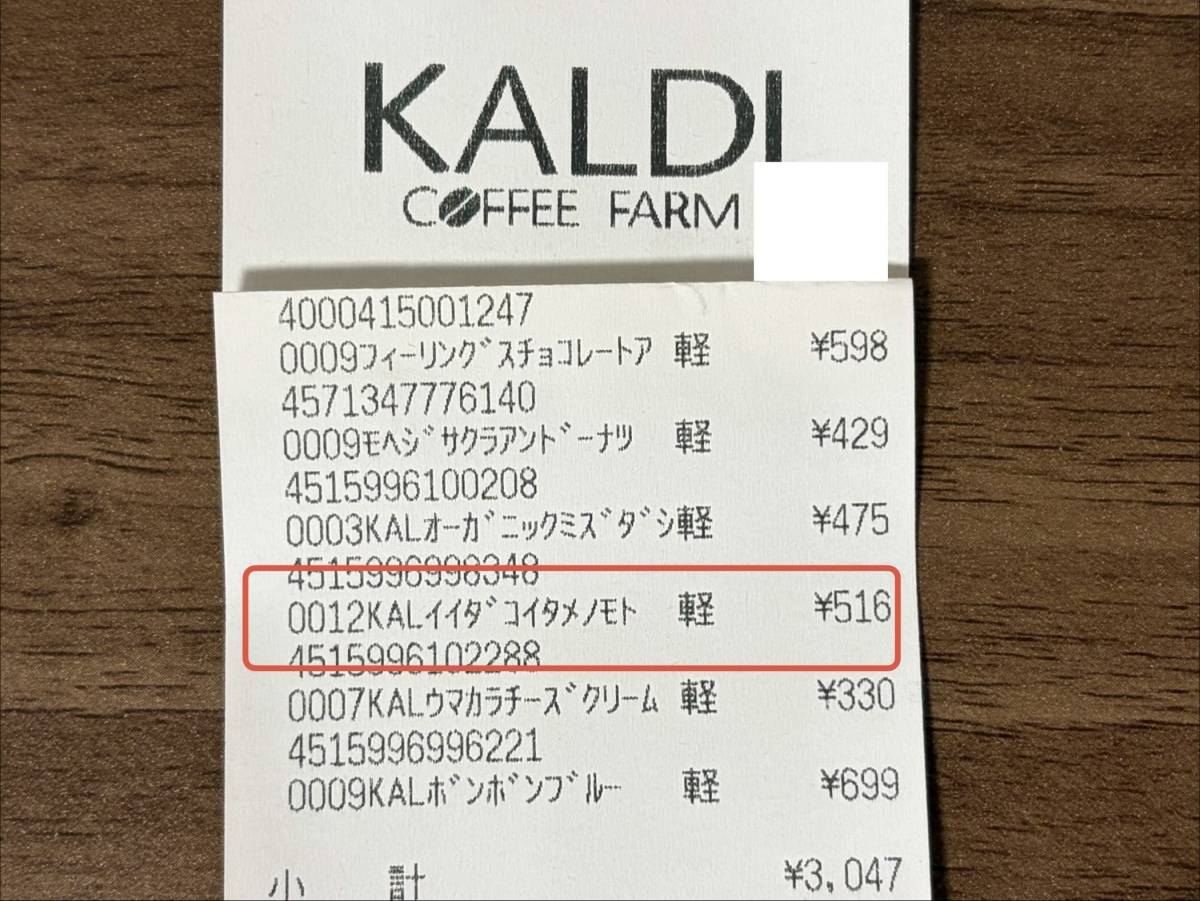 KALDI
COFFEE FARM
4000415001247
0009フィーリングスチョコレートア 軽 ¥598
4571347776140
0009モヘジサクラアンドーナツ 軽 ¥429
4515996100208
0003KALオーガニックミズダシ軽 ¥475
4515996998348
0012KALイイダコイタメノモト 軽 ¥516
4515996102288
0007KALウマカラチーズクリーム 軽 ¥330
4515996996221
0009KALボンボンブルー 軽 ¥699
小 計 ¥3,047